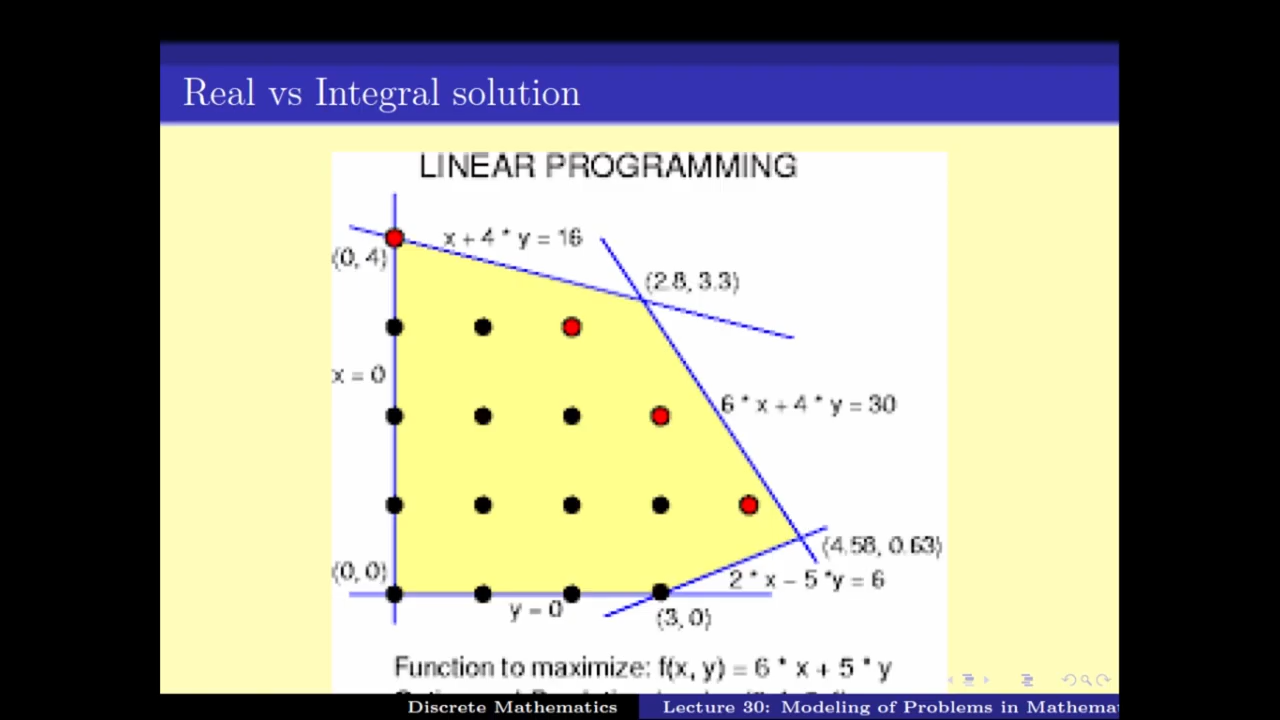 Real vs Integral solution
LINEAR PROGRAMMING
x + 4 * y = 16
(0, 4)
(2.8, 3.3)
x = 0
6 * x + 4 * y = 30
(4.58, 0.63)
(0, 0)
2 * x – 5 *y = 6
y = 0
(3, 0)
Function to maximize: f(x, y) = 6 * x + 5 * y
Discrete Mathematics
Lecture 30: Modeling of Problems in Mathema